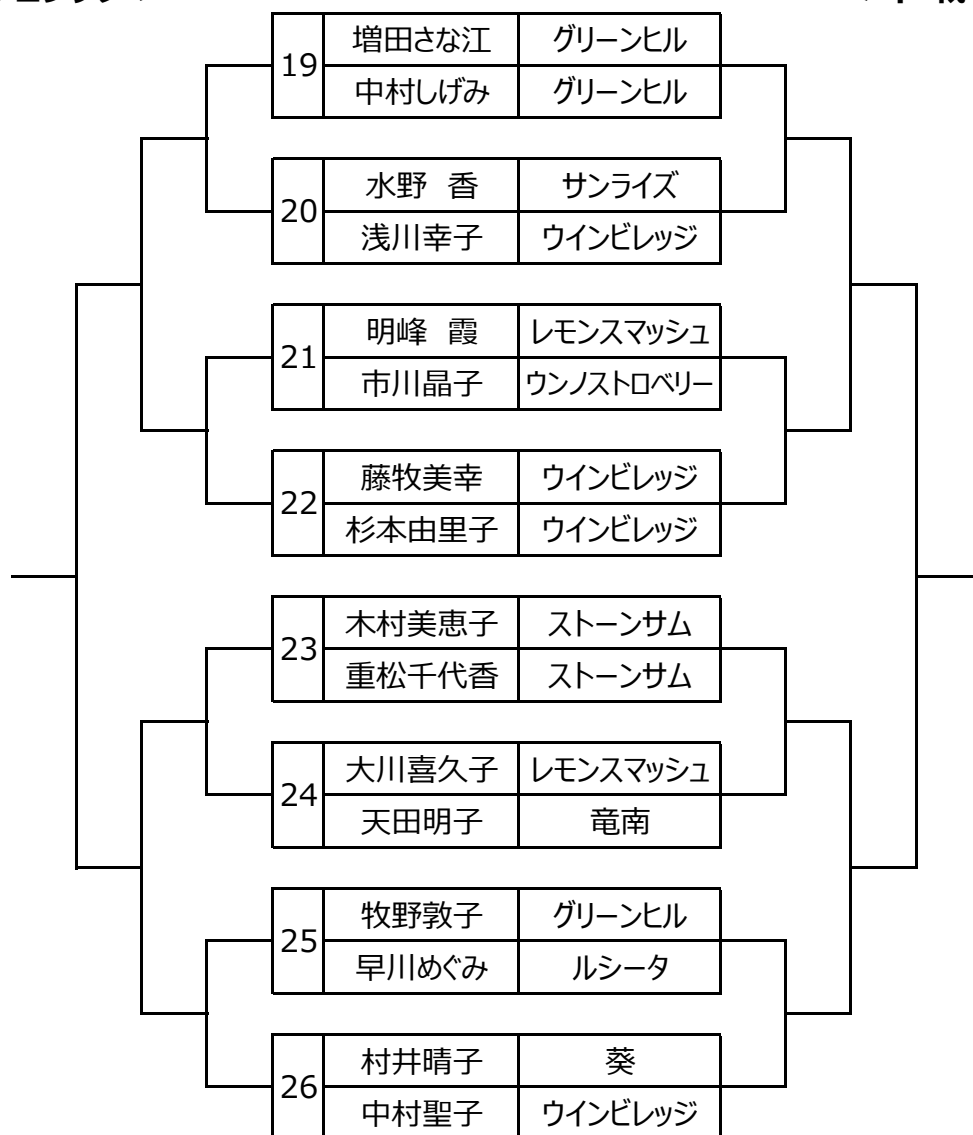 19 増田さな江 グリーンヒル
中村しげみ グリーンヒル
20 水野 香 サンライズ
浅川幸子 ウインビレッジ
21 明峰 霞 レモンスマッシュ
市川晶子 ウンノストロベリー
22 藤牧美幸 ウインビレッジ
杉本由里子 ウインビレッジ
23 木村美恵子 ストーンサム
重松千代香 ストーンサム
24 大川喜久子 レモンスマッシュ
天田明子 竜南
25 牧野敦子 グリーンヒル
早川めぐみ ルシータ
26 村井晴子 葵
中村聖子 ウインビレッジ